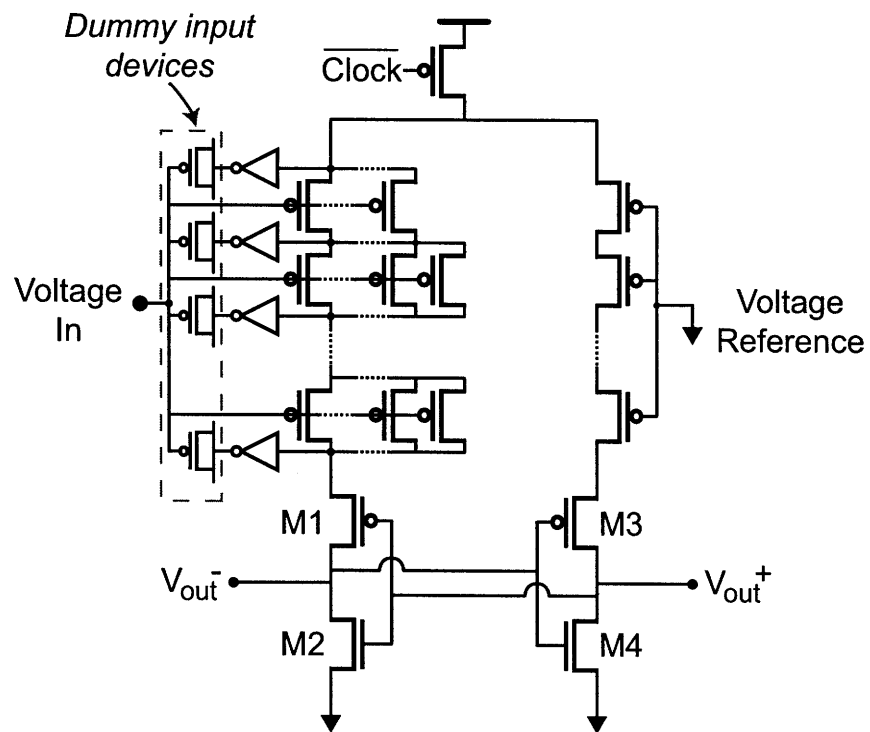 Dummy input
devices
Clock
Voltage
In
Voltage
Reference
M1
M3
Vout-
Vout+
M2
M4